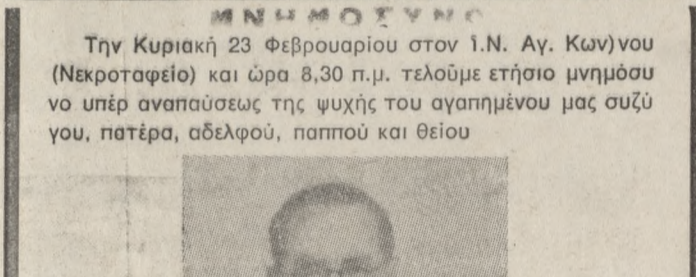 ΜΝΗΜΟΣΥΝΟ
Την Κυριακή 23 Φεβρουαρίου στον Ι.Ν. Αγ. Κων)νου
(Νεκροταφείο) και ώρα 8,30 π.μ. τελούμε ετήσιο μνημόσυ
νο υπέρ αναπαύσεως της ψυχής του αγαπημένου μας συζύ
γου, πατέρα, αδελφού, παππού και θείου